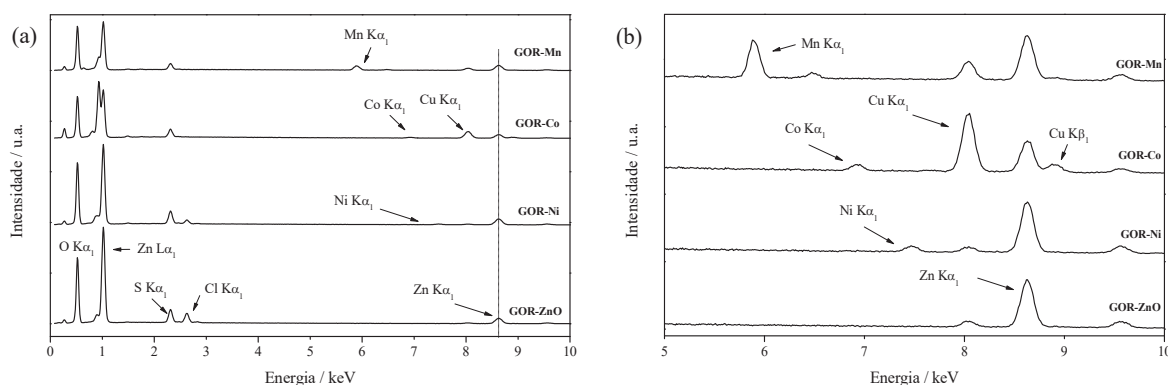 (a)
Intensidade / u.a.
Mn Kα₁
GOR-Mn
Co Kα₁
Cu Kα₁
GOR-Co
Ni Kα₁
GOR-Ni
O Kα₁
Zn Lα₁
S Kα₁
Cl Kα₁
Zn Kα₁
GOR-ZnO
0 1 2 3 4 5 6 7 8 9 10
Energia / keV
(b)
Intensidade / u.a.
Mn Kα₁
GOR-Mn
Cu Kα₁
Co Kα₁
Cu Kβ₁
GOR-Co
Ni Kα₁
GOR-Ni
Zn Kα₁
GOR-ZnO
5 6 7 8 9 10
Energia / keV